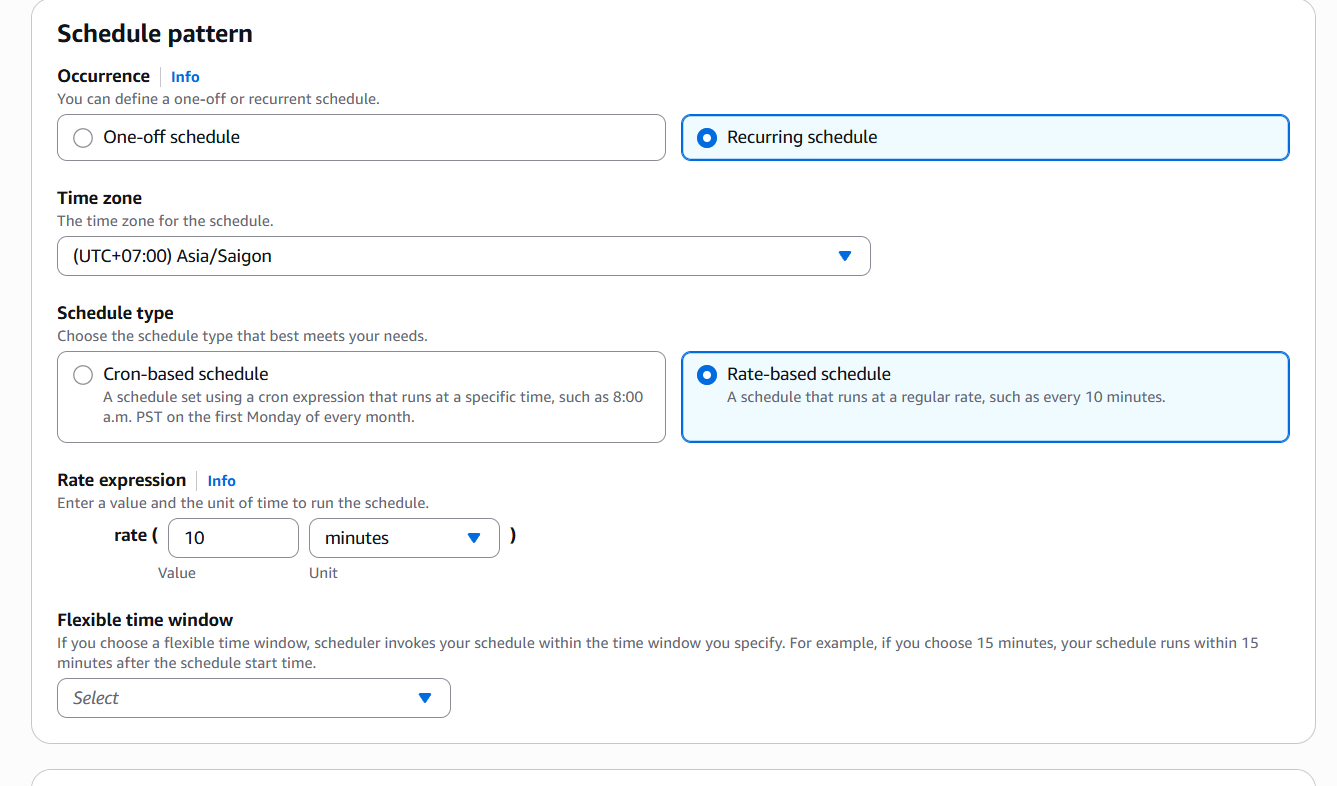 Schedule pattern
Occurrence Info
You can define a one-off or recurrent schedule.
One-off schedule
Recurring schedule
Time zone
The time zone for the schedule.
(UTC+07:00) Asia/Saigon
Schedule type
Choose the schedule type that best meets your needs.
Cron-based schedule
A schedule set using a cron expression that runs at a specific time, such as 8:00
a.m. PST on the first Monday of every month.
Rate-based schedule
A schedule that runs at a regular rate, such as every 10 minutes.
Rate expression Info
Enter a value and the unit of time to run the schedule.
rate ( 10 minutes )
Value Unit
Flexible time window
If you choose a flexible time window, scheduler invokes your schedule within the time window you specify. For example, if you choose 15 minutes, your schedule runs within 15
minutes after the schedule start time.
Select